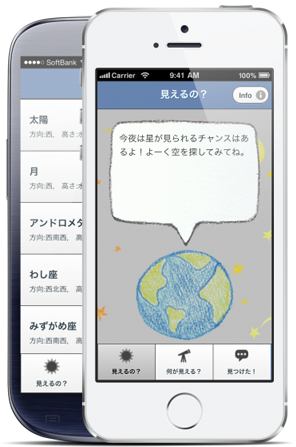 SoftBank
太陽
方向:西、 高さ:水
月
方向:西、 高さ:水
アンドロメダ
方向:西南西、 高
わし座
方向:西北西、 高
みずがめ座
方向:西南西、 高
見えるの？
Carrier 9:41 AM 100%
見えるの？
Info i
今夜は星が見られるチャンスはあ
るよ！よーく空を探してみてね。
見えるの？ 何が見える？ 見つけた！